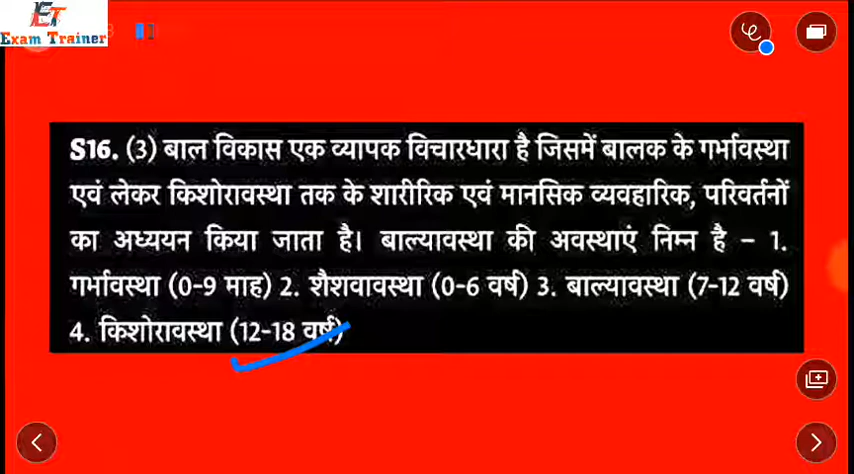 ET
Exam Trainer
S16. (3) बाल विकास एक व्यापक विचारधारा है जिसमें बालक के गर्भावस्था
एवं लेकर किशोरावस्था तक के शारीरिक एवं मानसिक व्यवहारिक, परिवर्तनों
का अध्ययन किया जाता है। बाल्यावस्था की अवस्थाएं निम्न है – 1.
गर्भावस्था (0-9 माह) 2. शैशवावस्था (0-6 वर्ष) 3. बाल्यावस्था (7-12 वर्ष)
4. किशोरावस्था (12-18 वर्ष)